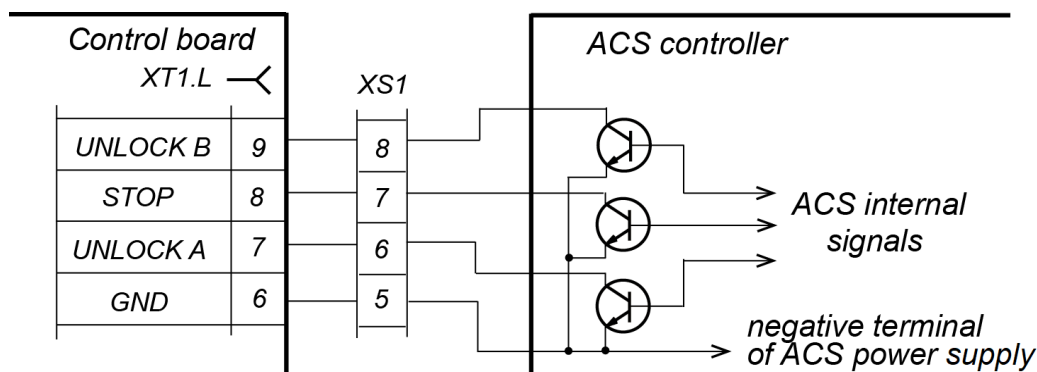 Control board
XT1.L
XS1
ACS controller
UNLOCK B 9 8
STOP 8 7
UNLOCK A 7 6
GND 6 5
ACS internal
signals
negative terminal
of ACS power supply